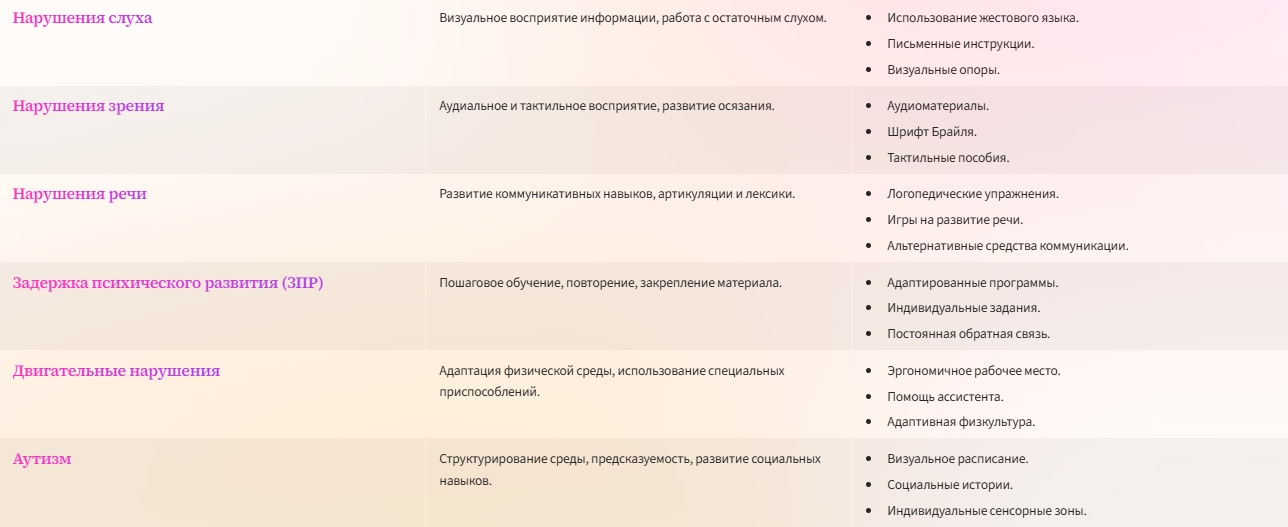 Нарушения слуха
Визуальное восприятие информации, работа с остаточным слухом.
Использование жестового языка.
Письменные инструкции.
Визуальные опоры.
Нарушения зрения
Аудиальное и тактильное восприятие, развитие осязания.
Аудиоматериалы.
Шрифт Брайля.
Тактильные пособия.
Нарушения речи
Развитие коммуникативных навыков, артикуляции и лексики.
Логопедические упражнения.
Игры на развитие речи.
Альтернативные средства коммуникации.
Задержка психического развития (ЗПР)
Пошаговое обучение, повторение, закрепление материала.
Адаптированные программы.
Индивидуальные задания.
Постоянная обратная связь.
Двигательные нарушения
Адаптация физической среды, использование специальных
приспособлений.
Эргономичное рабочее место.
Помощь ассистента.
Адаптивная физкультура.
Аутизм
Структурирование среды, предсказуемость, развитие социальных
навыков.
Визуальное расписание.
Социальные истории.
Индивидуальные сенсорные зоны.